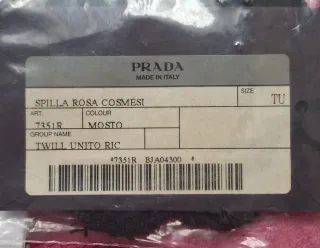 PRADA
MADE IN ITALY
SPILLA ROSA COSMESI
SIZE
TU
ART. COLOUR
7351R MOSTO
GROUP NAME
TWILL UNITO RIC
*7351R BJA04300 *